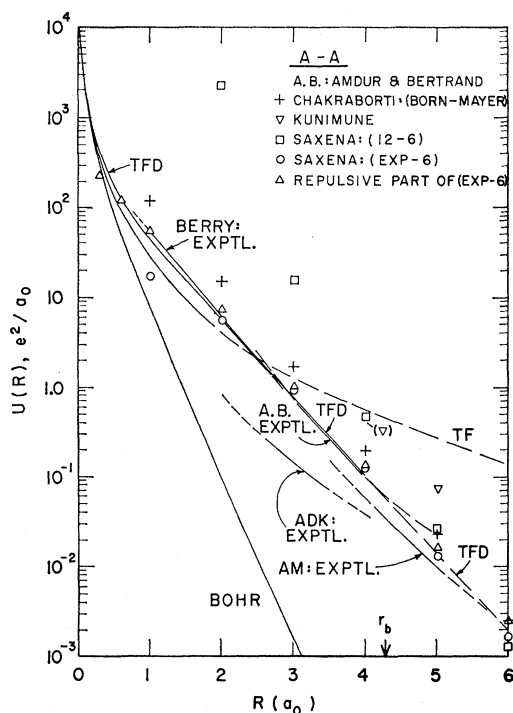 A-A
A.B.: AMDUR & BERTRAND
+ CHAKRABORTI: (BORN-MAYER)
▽ KUNIMUNE
□ SAXENA: (12-6)
○ SAXENA: (EXP-6)
△ REPULSIVE PART OF (EXP-6)
10^4
10^3
10^2
10
1.0
10^-1
10^-2
10^-3
U(R), e^2/a_0
TFD
BERRY:
EXPTL.
A.B.
EXPTL.
TFD
(▽)
TF
ADK:
EXPTL.
AM: EXPTL.
TFD
BOHR
r_b
0 1 2 3 4 5 6
R(a_0)